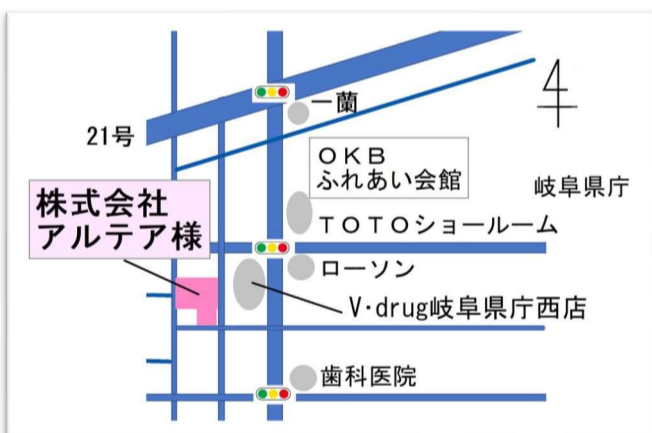 一蘭
21号
ＯＫＢ
ふれあい会館
岐阜県庁
株式会社
アルテア様
ＴＯＴＯショールーム
ローソン
V・drug岐阜県庁西店
歯科医院